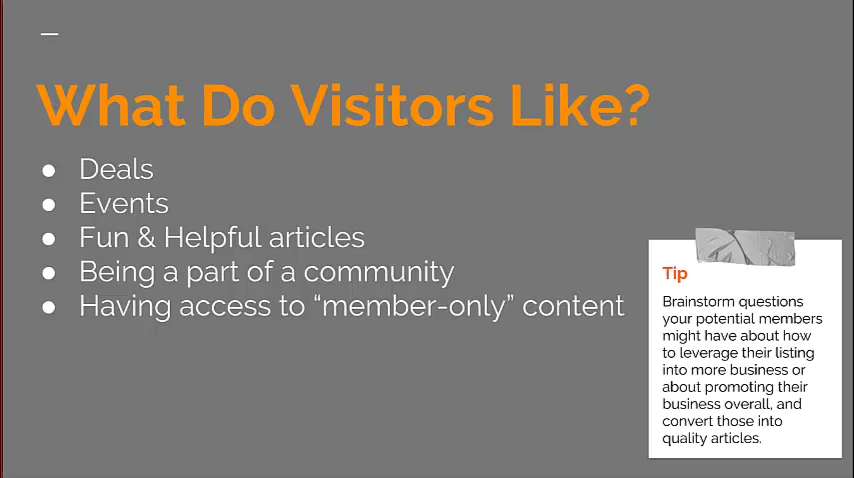 What Do Visitors Like?
● Deals
● Events
● Fun & Helpful articles
● Being a part of a community
● Having access to “member-only” content
Tip
Brainstorm questions
your potential members
might have about how
to leverage their listing
into more business or
about promoting their
business overall, and
convert those into
quality articles.